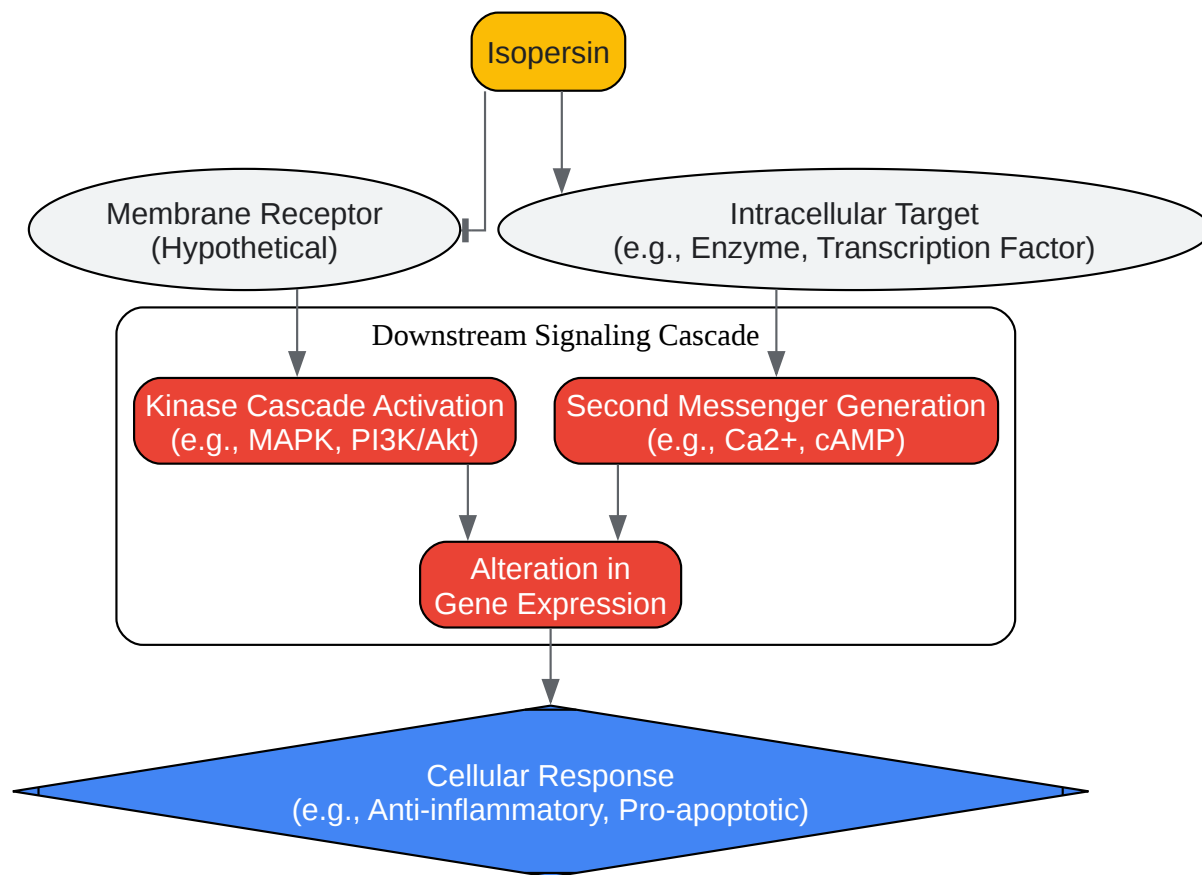 Isopersin
Membrane Receptor
(Hypothetical)
Intracellular Target
(e.g., Enzyme, Transcription Factor)
Downstream Signaling Cascade
Kinase Cascade Activation
(e.g., MAPK, PI3K/Akt)
Second Messenger Generation
(e.g., Ca2+, cAMP)
Alteration in
Gene Expression
Cellular Response
(e.g., Anti-inflammatory, Pro-apoptotic)